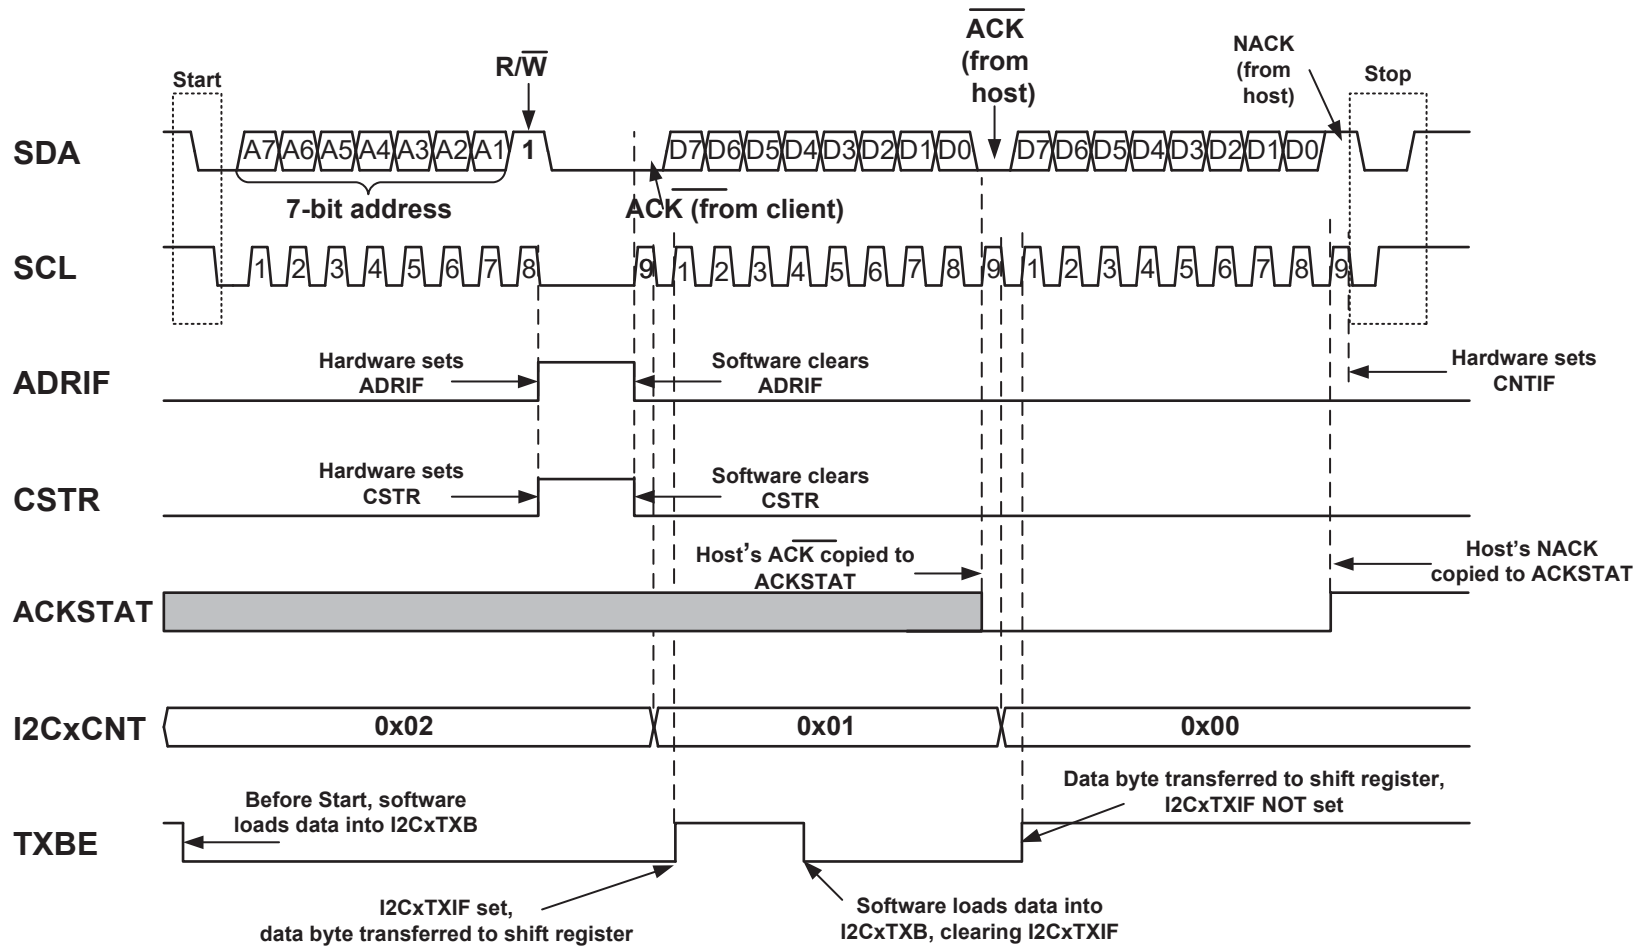 ACK
(from
host)
NACK
(from
host)
R/W
Start
Stop
SDA
A7 A6 A5 A4 A3 A2 A1 1 D7 D6 D5 D4 D3 D2 D1 D0 D7 D6 D5 D4 D3 D2 D1 D0
7-bit address
ACK (from client)
SCL
1 2 3 4 5 6 7 8 9 1 2 3 4 5 6 7 8 9 1 2 3 4 5 6 7 8 9
ADRIF
Hardware sets
ADRIF
Software clears
ADRIF
Hardware sets
CNTIF
CSTR
Hardware sets
CSTR
Software clears
CSTR
Host's ACK copied to
ACKSTAT
Host's NACK
copied to ACKSTAT
ACKSTAT
I2CxCNT
0x02 0x01 0x00
TXBE
Before Start, software
loads data into I2CxTXB
Data byte transferred to shift register,
I2CxTXIF NOT set
I2CxTXIF set,
data byte transferred to shift register
Software loads data into
I2CxTXB, clearing I2CxTXIF